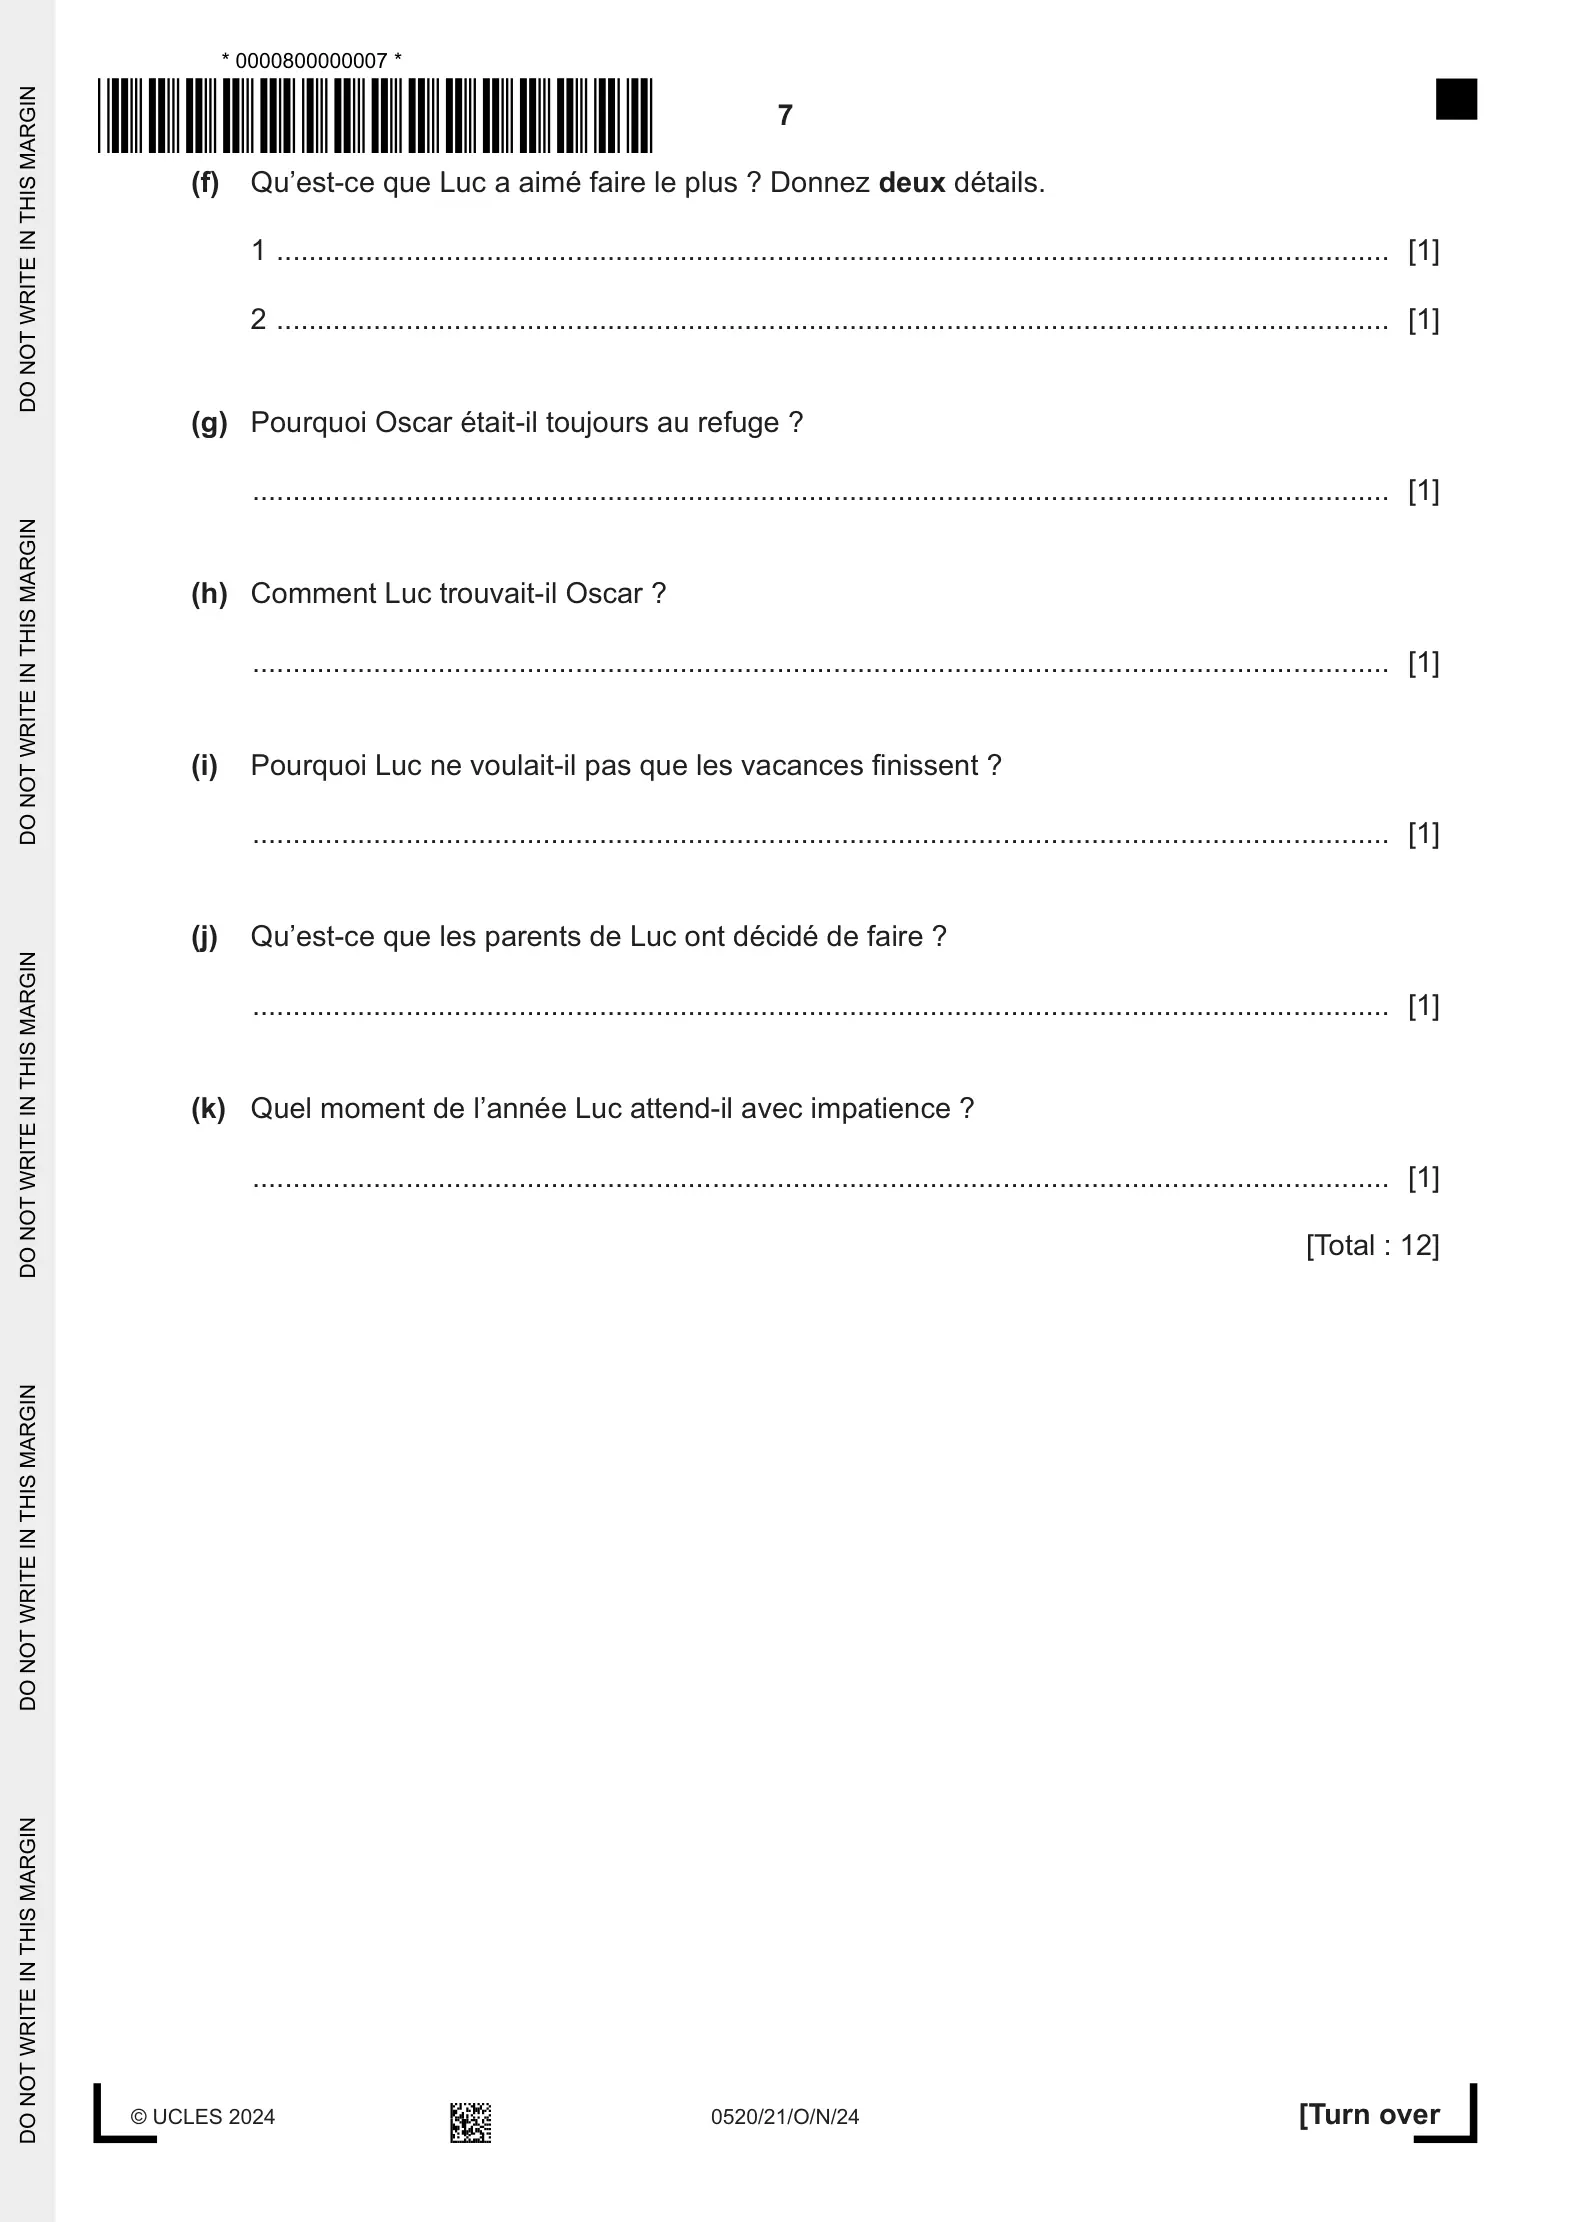 * 0000800000007 *
7
(f) Qu’est-ce que Luc a aimé faire le plus ? Donnez deux détails.
1 ........................................................................................................................................ [1]
2 ........................................................................................................................................ [1]
(g) Pourquoi Oscar était-il toujours au refuge ?
........................................................................................................................................... [1]
(h) Comment Luc trouvait-il Oscar ?
........................................................................................................................................... [1]
(i) Pourquoi Luc ne voulait-il pas que les vacances finissent ?
........................................................................................................................................... [1]
(j) Qu’est-ce que les parents de Luc ont décidé de faire ?
........................................................................................................................................... [1]
(k) Quel moment de l’année Luc attend-il avec impatience ?
........................................................................................................................................... [1]
[Total : 12]
DO NOT WRITE IN THIS MARGIN
DO NOT WRITE IN THIS MARGIN
DO NOT WRITE IN THIS MARGIN
DO NOT WRITE IN THIS MARGIN
DO NOT WRITE IN THIS MARGIN
© UCLES 2024
0520/21/O/N/24
[Turn over